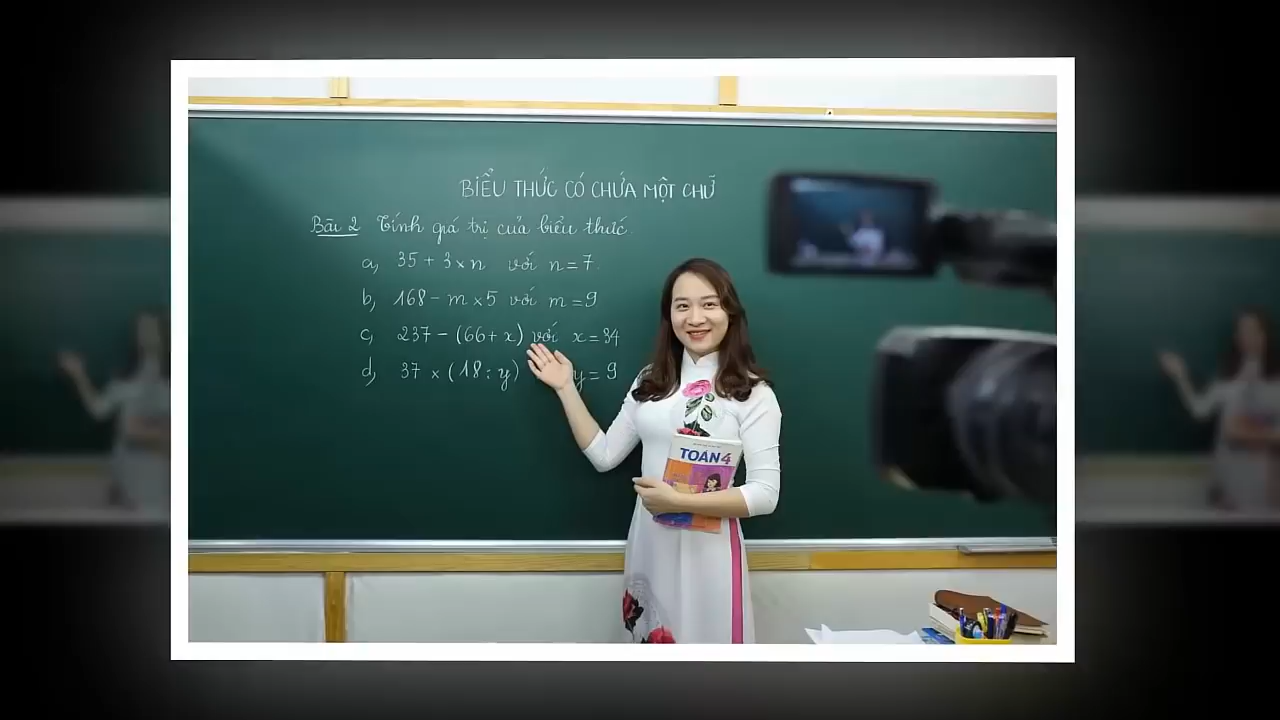 BIỂU THỨC CÓ CHỨA MỘT CHỮ
Bài 2 Tính giá trị của biểu thức.
a, 35 + 3 × n với n = 7.
b, 168 − m × 5 với m = 9
c, 237 − (66 + x) với x = 34
d, 37 × (18 : y) y = 9
TOÁN 4